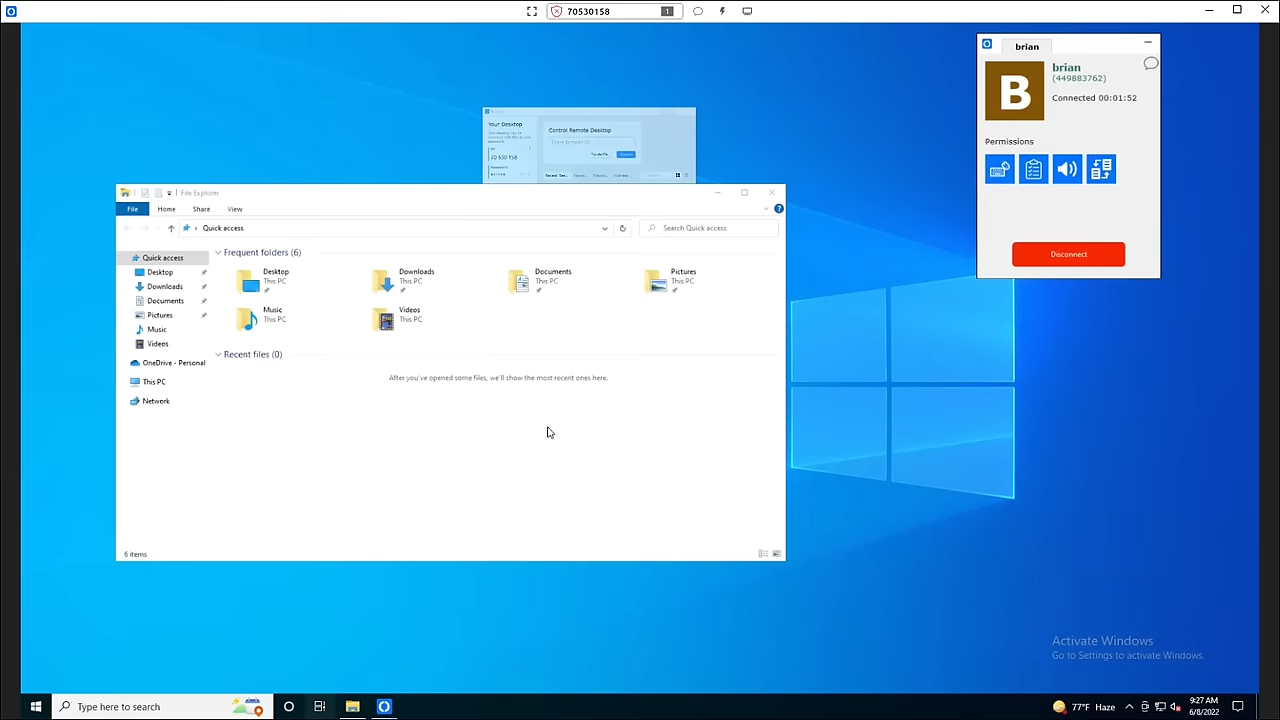 70530158
1
brian
brian
(449883762)
Connected 00:01:52
B
Permissions
Disconnect
Your Desktop
Control Remote Desktop
70 530 158
File Explorer
File
Home
Share
View
Quick access
Search Quick access
Quick access
Desktop
Downloads
Documents
Pictures
Music
Videos
OneDrive - Personal
This PC
Network
Frequent folders (6)
Desktop
This PC
Downloads
This PC
Documents
This PC
Pictures
This PC
Music
This PC
Videos
This PC
Recent files (0)
After you've opened some files, we'll show the most recent ones here.
6 items
Activate Windows
Go to Settings to activate Windows.
Type here to search
77°F Haze
9:27 AM
6/8/2022